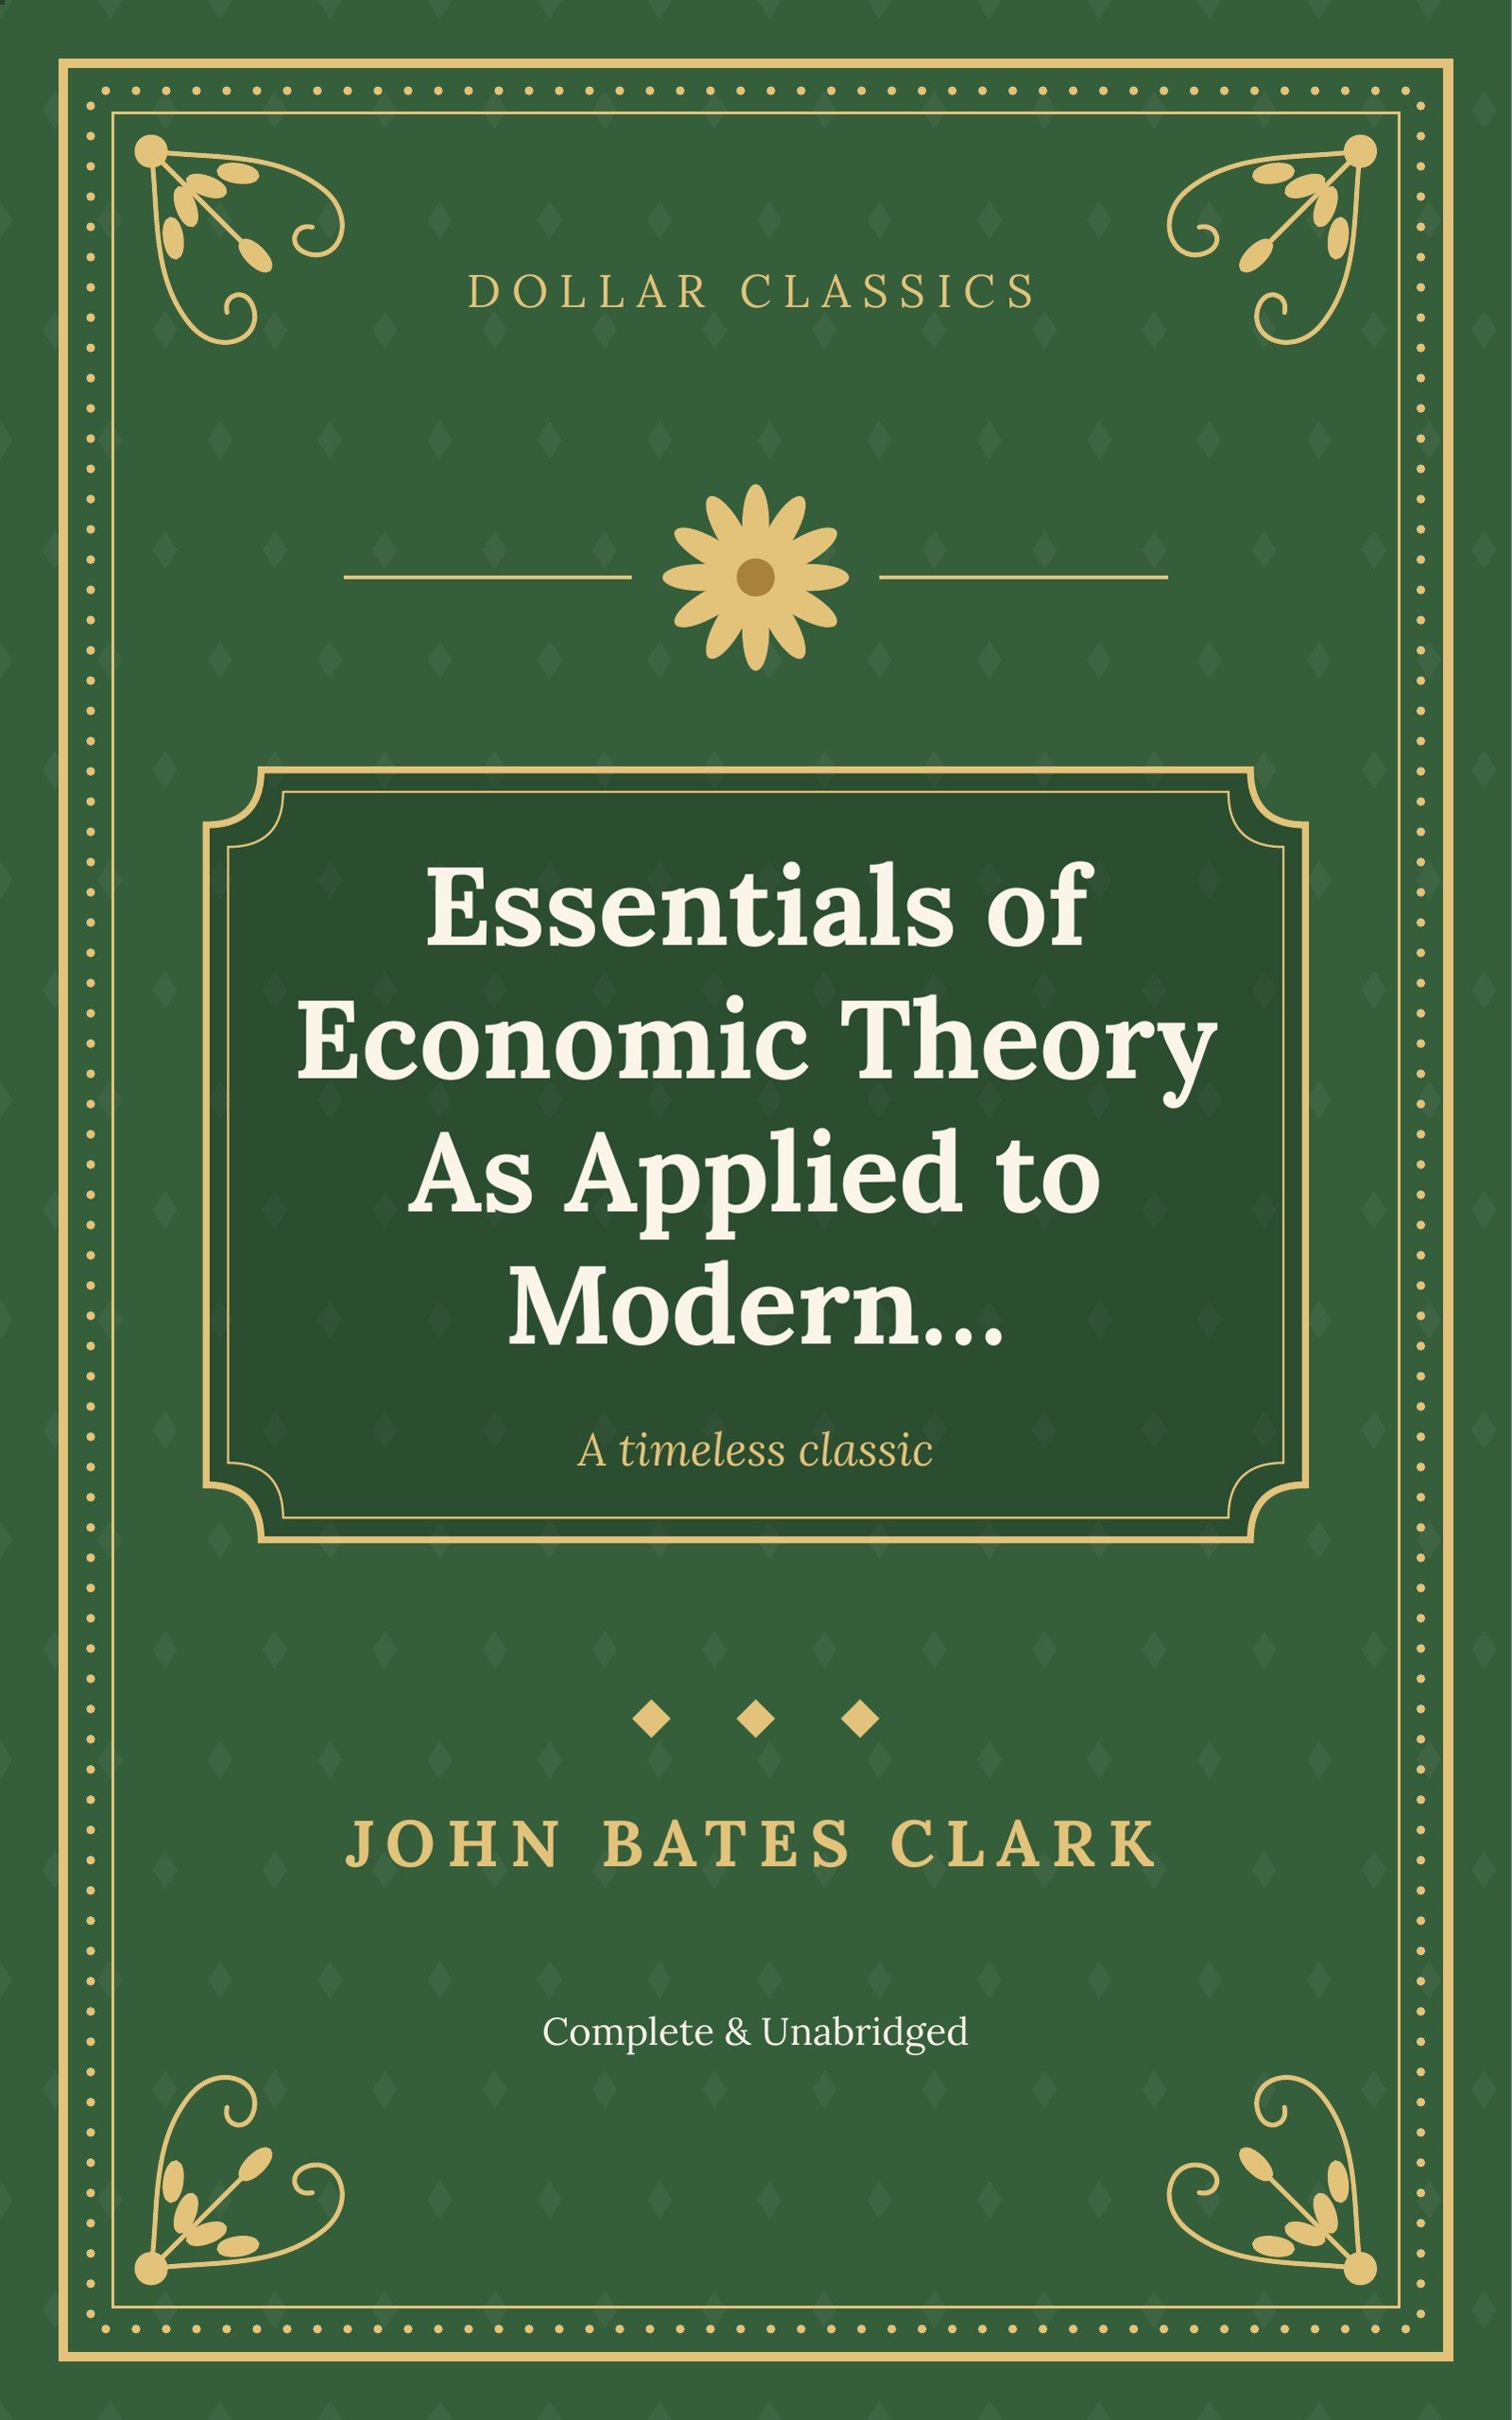 DOLLAR CLASSICS
Essentials of
Economic Theory
As Applied to
Modern...
A timeless classic
JOHN BATES CLARK
Complete & Unabridged